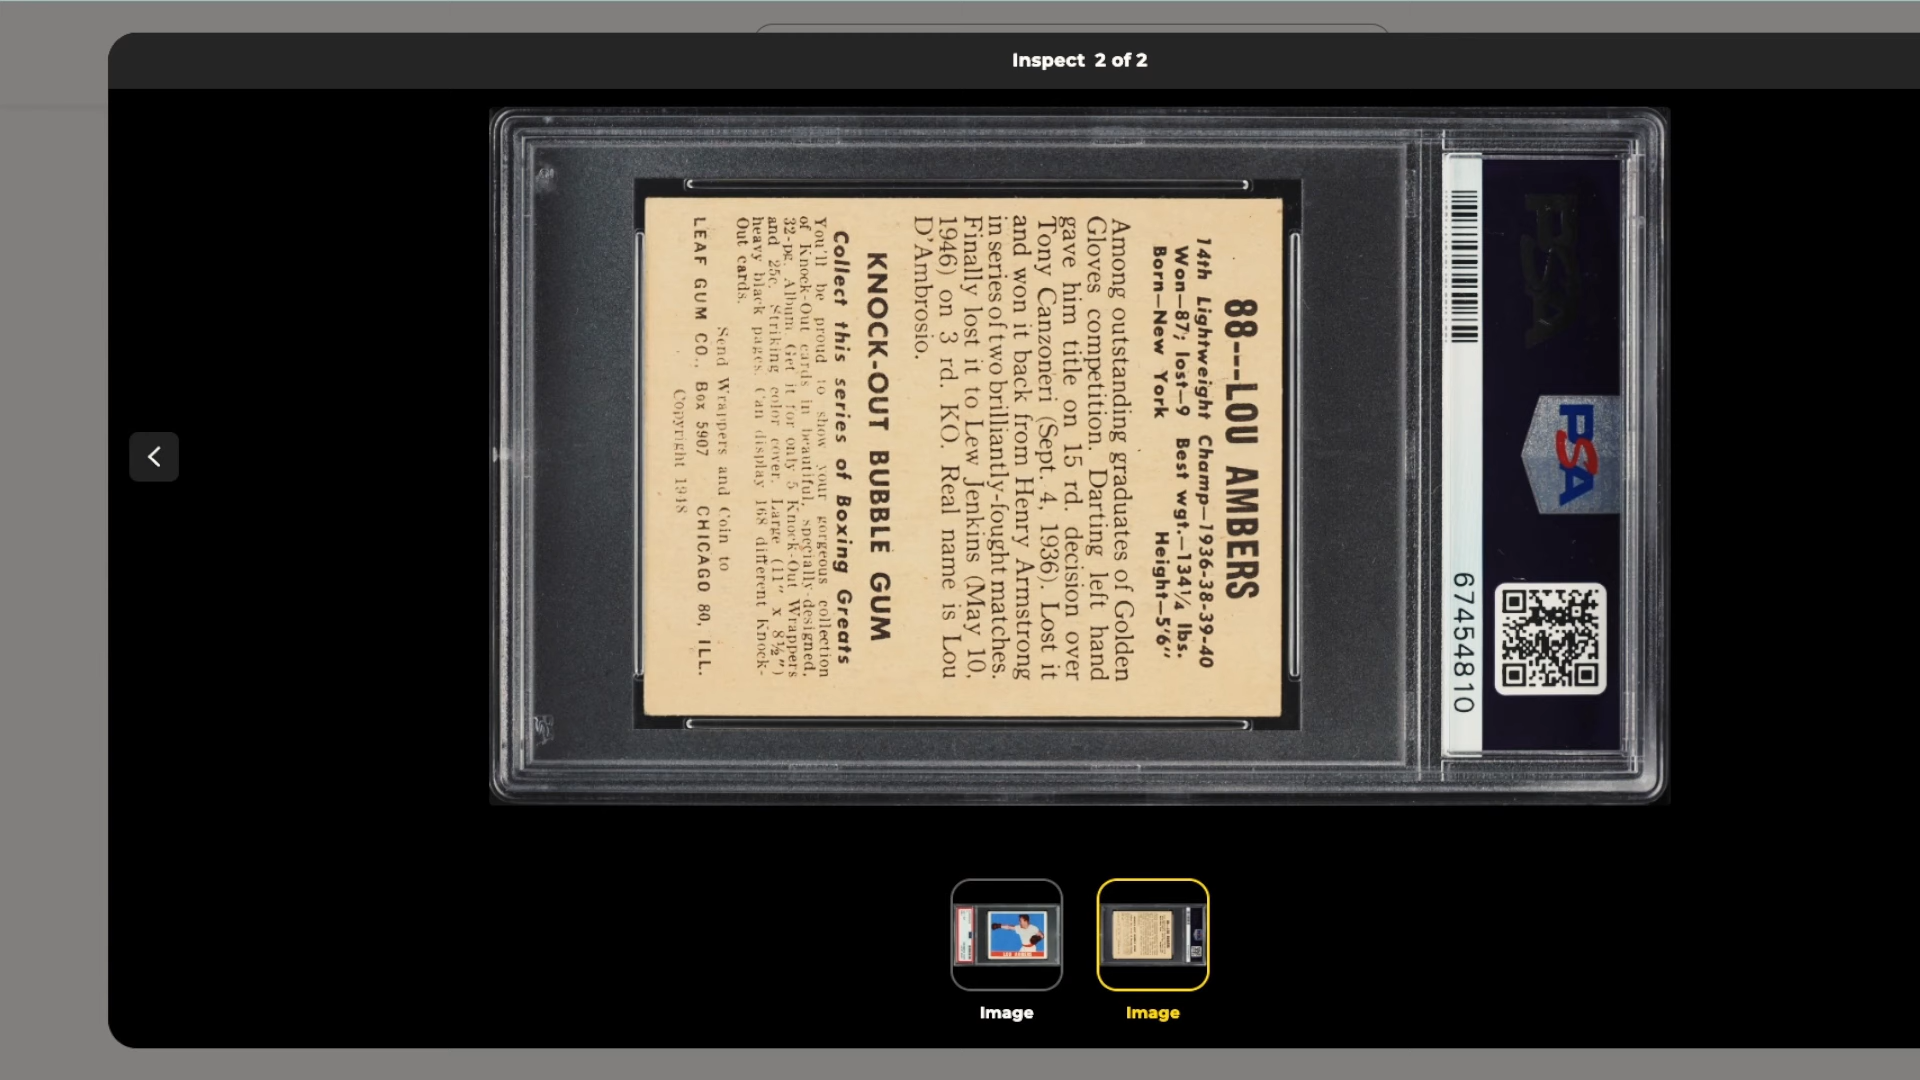 Inspect 2 of 2
88---LOU AMBERS
14th Lightweight Champ—1936-38-39-40
Won—87; lost—9 Best wgt.—134¼ lbs.
Born—New York Height—5'6''
Among outstanding graduates of Golden
Gloves competition. Darting left hand
gave him title on 15 rd. decision over
Tony Canzoneri (Sept. 4, 1936). Lost it
and won it back from Henry Armstrong
in series of two brilliantly-fought matches.
Finally lost it to Lew Jenkins (May 10,
1946) on 3 rd. KO. Real name is Lou
D'Ambrosio.
KNOCK-OUT BUBBLE GUM
Collect this series of Boxing Greats
You'll be proud to show your gorgeous collection
of Knock-Out cards in beautiful, specially-designed,
32-pg. Album. Get it for only 5 Knock-Out Wrappers
and 25c. Striking color cover. Large (11" x 8½")
heavy black pages. Can display 168 different Knock-
Out cards.
Send Wrappers and Coin to
LEAF GUM CO., Box 5907 CHICAGO 80, ILL.
Copyright 1948
67454810
PSA
PSA
Image
Image